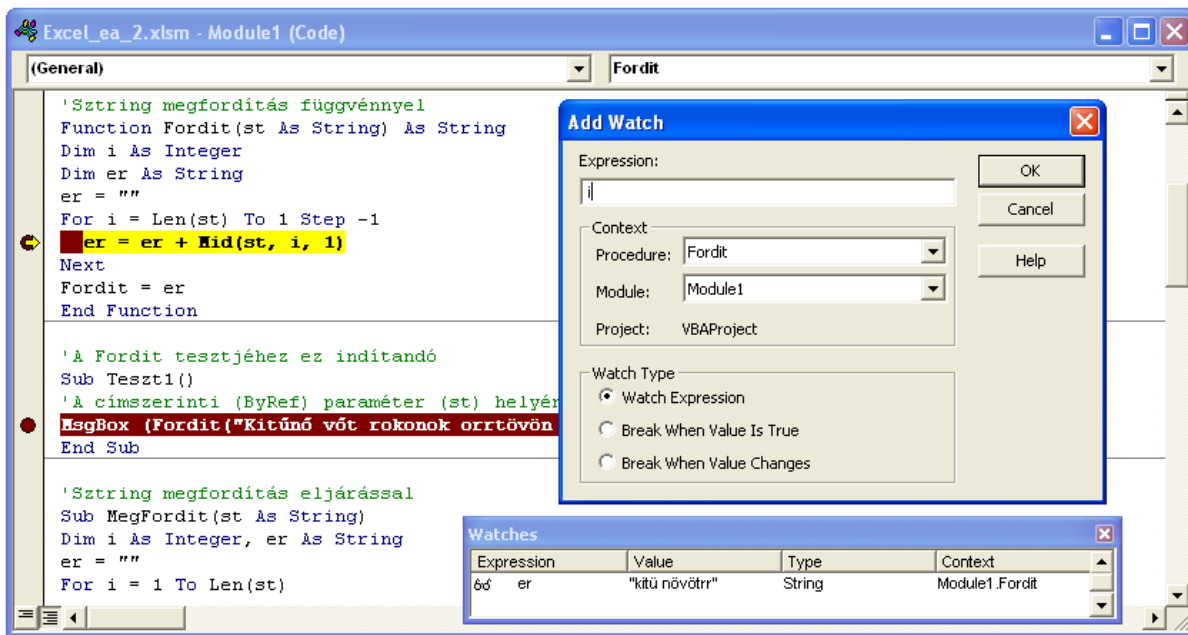 Excel_ea_2.xlsm - Module1 (Code)
(General)
Fordit
'Sztring megfordítás függvénnyel
Function Fordit(st As String) As String
Dim i As Integer
Dim er As String
er = ""
For i = Len(st) To 1 Step -1
er = er + Mid(st, i, 1)
Next
Fordit = er
End Function
'A Fordit tesztjéhez ez indítandó
Sub Teszt1()
'A címszerinti (ByRef) paraméter (st) helyér
MsgBox (Fordit("Kitűnő vőt rokonok orrtövön
End Sub
'Sztring megfordítás eljárással
Sub MegFordit(st As String)
Dim i As Integer, er As String
er = ""
For i = 1 To Len(st)
Add Watch
Expression:
i
OK
Cancel
Help
Context
Procedure:
Fordit
Module:
Module1
Project:
VBAProject
Watch Type
Watch Expression
Break When Value Is True
Break When Value Changes
Watches
Expression Value Type Context
er "kitü növötrr" String Module1.Fordit